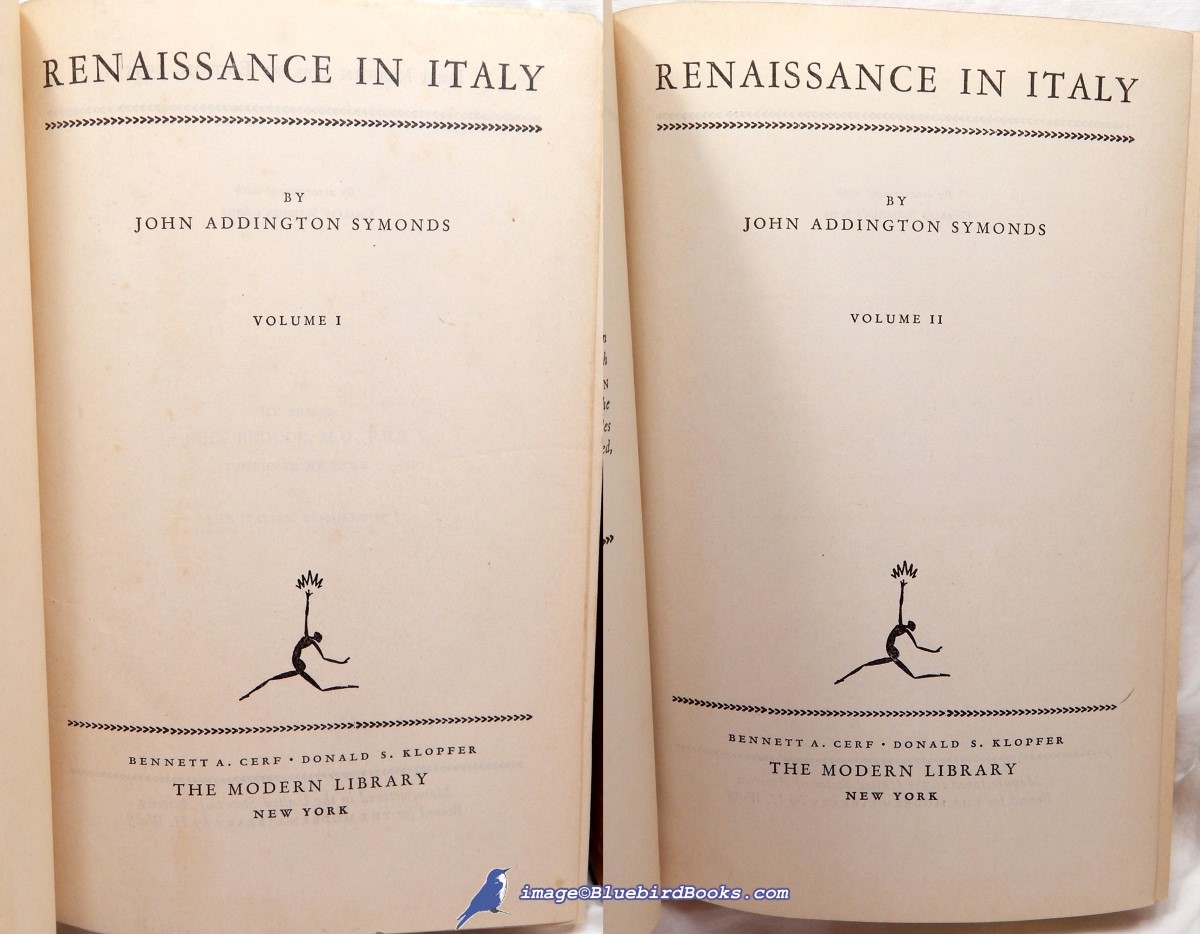 RENAISSANCE IN ITALY
BY
JOHN ADDINGTON SYMONDS
VOLUME I
BENNETT A. CERF • DONALD S. KLOPFER
THE MODERN LIBRARY
NEW YORK
RENAISSANCE IN ITALY
BY
JOHN ADDINGTON SYMONDS
VOLUME II
BENNETT A. CERF • DONALD S. KLOPFER
THE MODERN LIBRARY
NEW YORK
image©BluebirdBooks.com